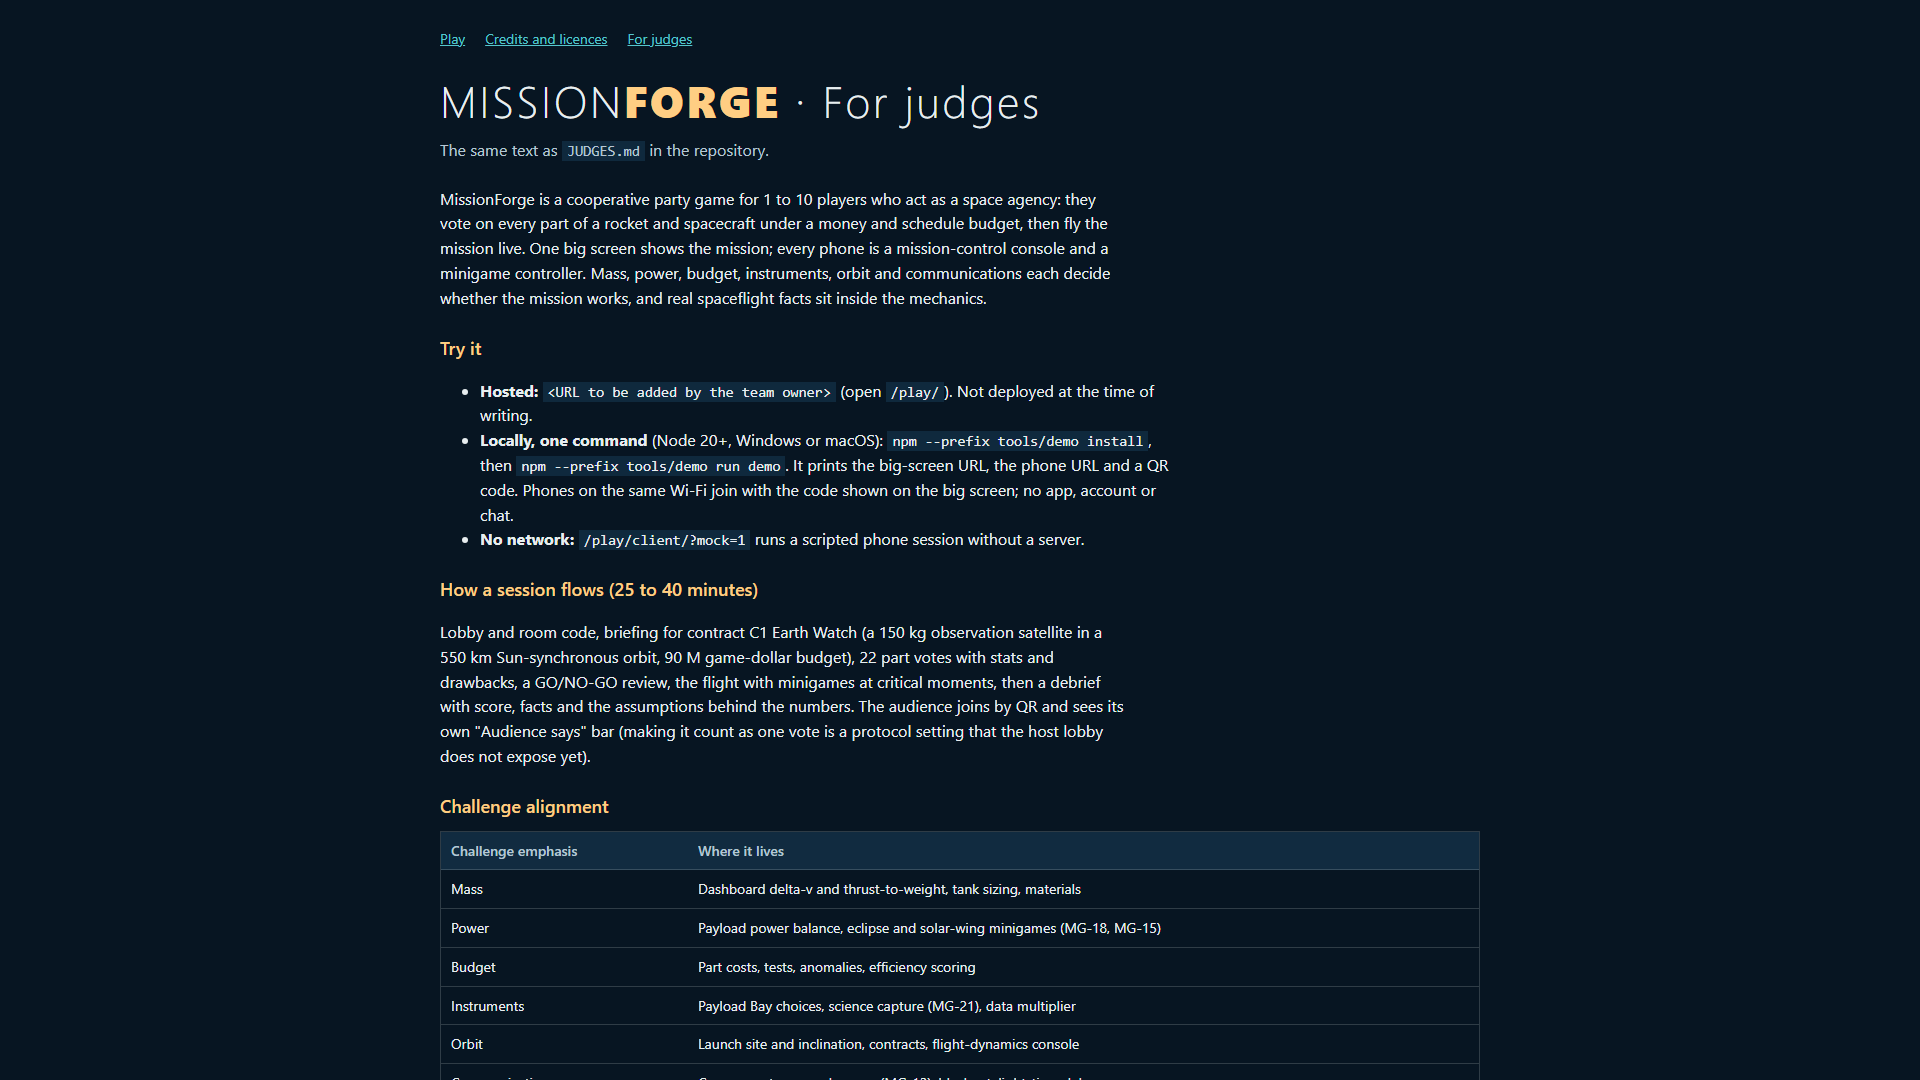 Play Credits and licences For judges
MISSIONFORGE · For judges
The same text as JUDGES.md in the repository.
MissionForge is a cooperative party game for 1 to 10 players who act as a space agency: they
vote on every part of a rocket and spacecraft under a money and schedule budget, then fly the
mission live. One big screen shows the mission; every phone is a mission-control console and a
minigame controller. Mass, power, budget, instruments, orbit and communications each decide
whether the mission works, and real spaceflight facts sit inside the mechanics.
Try it
• Hosted: <URL to be added by the team owner> (open /play/). Not deployed at the time of
writing.
• Locally, one command (Node 20+, Windows or macOS): npm --prefix tools/demo install,
then npm --prefix tools/demo run demo. It prints the big-screen URL, the phone URL and a QR
code. Phones on the same Wi-Fi join with the code shown on the big screen; no app, account or
chat.
• No network: /play/client/?mock=1 runs a scripted phone session without a server.
How a session flows (25 to 40 minutes)
Lobby and room code, briefing for contract C1 Earth Watch (a 150 kg observation satellite in a
550 km Sun-synchronous orbit, 90 M game-dollar budget), 22 part votes with stats and
drawbacks, a GO/NO-GO review, the flight with minigames at critical moments, then a debrief
with score, facts and the assumptions behind the numbers. The audience joins by QR and sees its
own "Audience says" bar (making it count as one vote is a protocol setting that the host lobby
does not expose yet).
Challenge alignment
Challenge emphasis Where it lives
Mass Dashboard delta-v and thrust-to-weight, tank sizing, materials
Power Payload power balance, eclipse and solar-wing minigames (MG-18, MG-15)
Budget Part costs, tests, anomalies, efficiency scoring
Instruments Payload Bay choices, science capture (MG-21), data multiplier
Orbit Launch site and inclination, contracts, flight-dynamics console